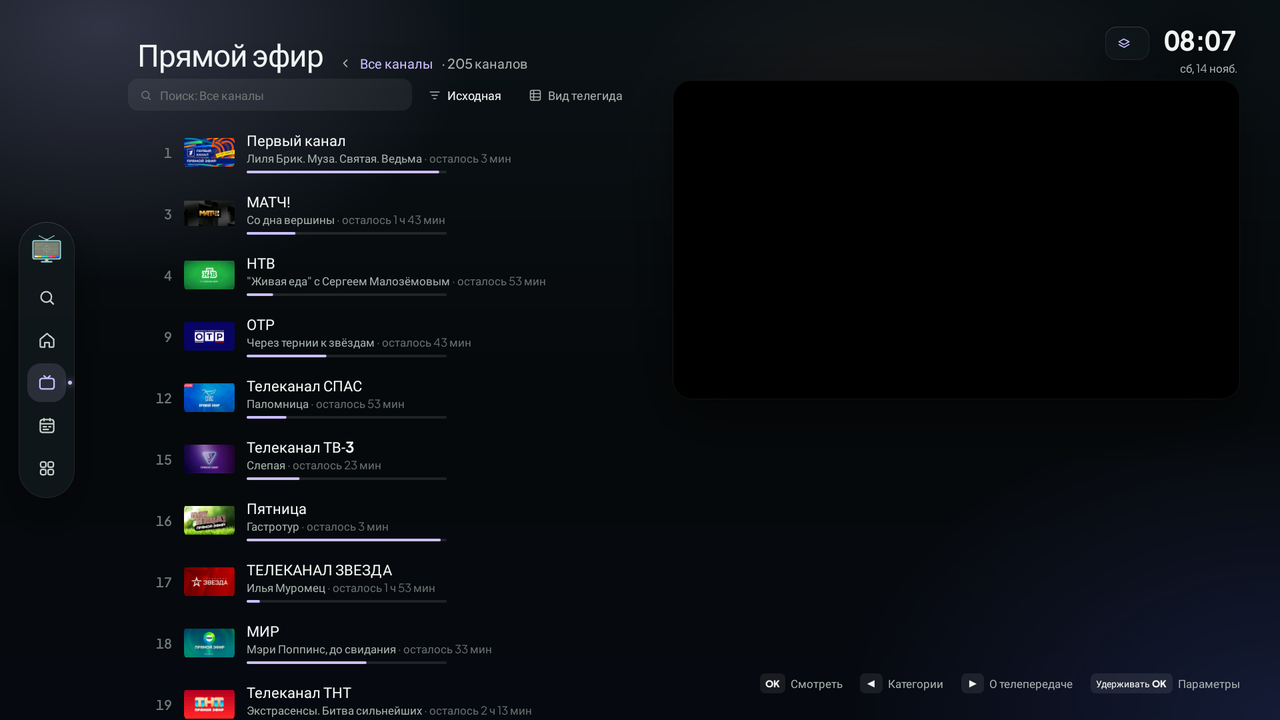 Прямой эфир
Все каналы · 205 каналов
08:07
сб, 14 нояб.
Поиск: Все каналы
Исходная
Вид телегида
1
Первый канал
Лиля Брик. Муза. Святая. Ведьма · осталось 3 мин
3
МАТЧ!
Со дна вершины · осталось 1 ч 43 мин
4
НТВ
"Живая еда" с Сергеем Малозёмовым · осталось 53 мин
9
ОТР
ОТР
Через тернии к звёздам · осталось 43 мин
12
Телеканал СПАС
Паломница · осталось 53 мин
15
Телеканал ТВ-3
Слепая · осталось 23 мин
16
Пятница
Гастротур · осталось 3 мин
17
ЗВЕЗДА
ТЕЛЕКАНАЛ ЗВЕЗДА
Илья Муромец · осталось 1 ч 53 мин
18
МИР
Мэри Поппинс, до свидания · осталось 33 мин
19
ТНТ
Телеканал ТНТ
Экстрасенсы. Битва сильнейших · осталось 2 ч 13 мин
OK Смотреть
Категории
О телепередаче
Удерживать OK Параметры